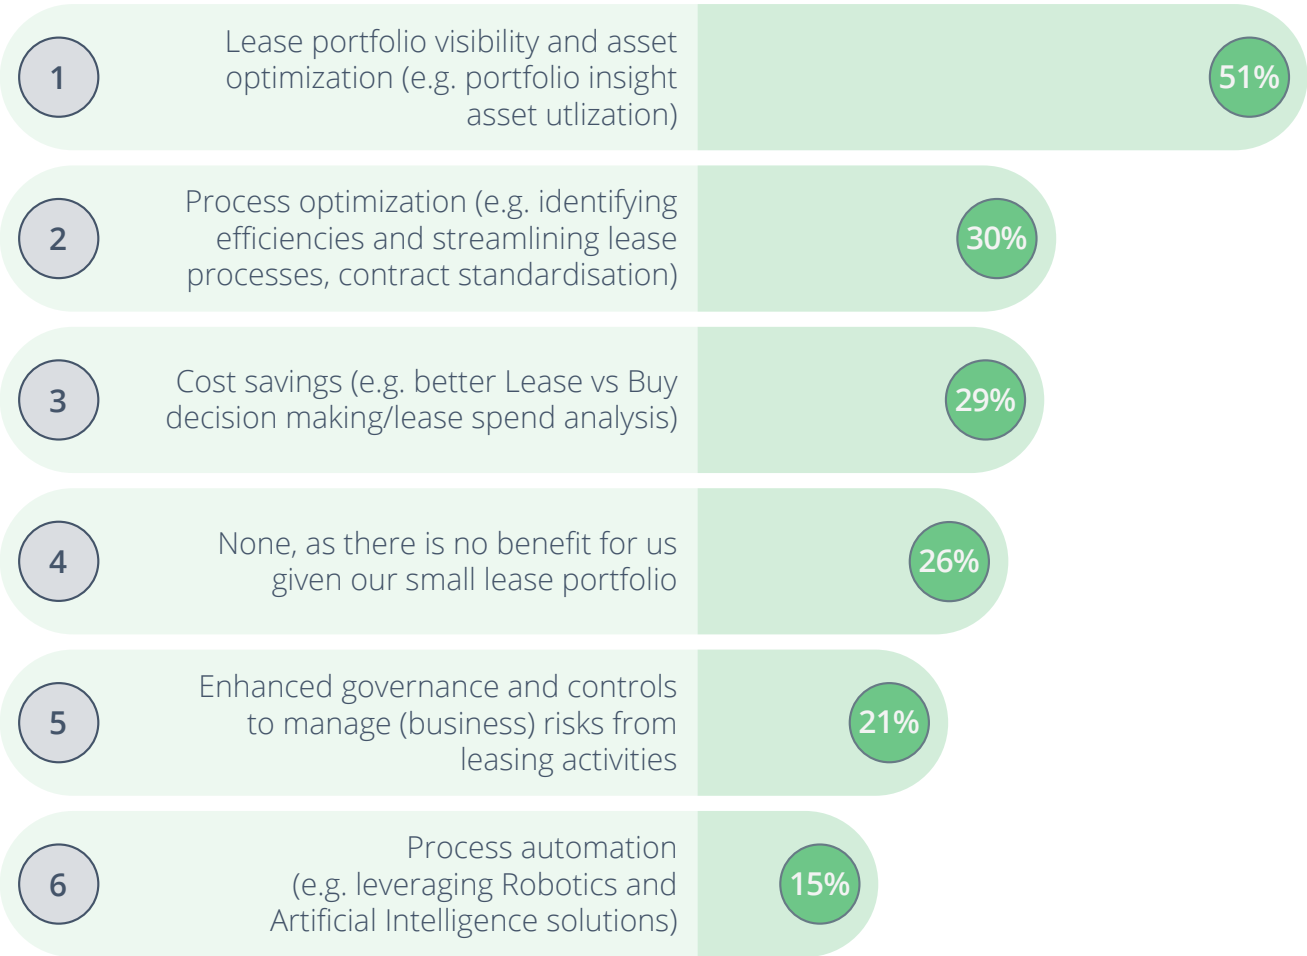 1
Lease portfolio visibility and asset
optimization (e.g. portfolio insight
asset utlization)
51%
2
Process optimization (e.g. identifying
efficiencies and streamlining lease
processes, contract standardisation)
30%
3
Cost savings (e.g. better Lease vs Buy
decision making/lease spend analysis)
29%
4
None, as there is no benefit for us
given our small lease portfolio
26%
5
Enhanced governance and controls
to manage (business) risks from
leasing activities
21%
6
Process automation
(e.g. leveraging Robotics and
Artificial Intelligence solutions)
15%